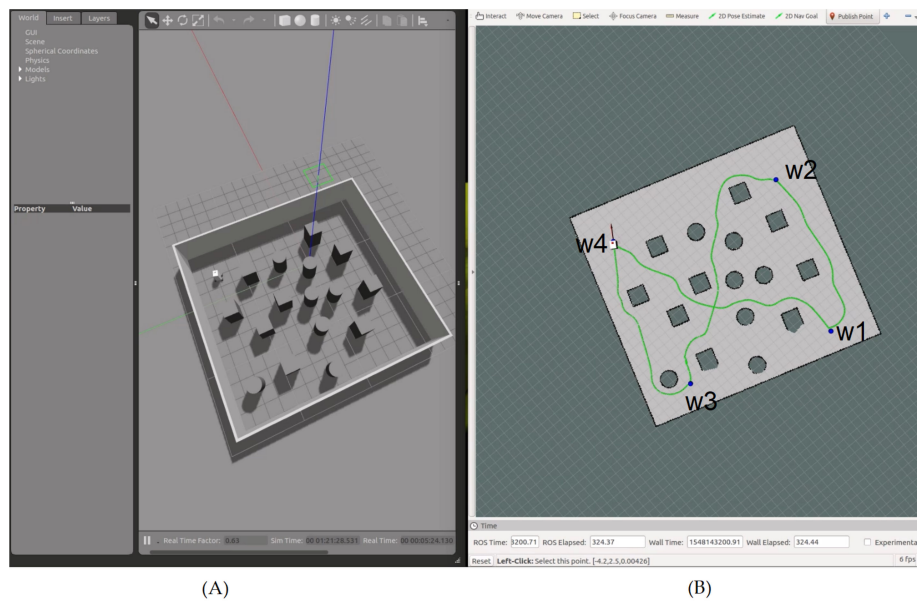 World Insert Layers
GUI
Scene
Spherical Coordinates
Physics
Models
Lights
Property Value
Real Time Factor: 0.63 Sim Time: 00 01:21:28.531 Real Time: 00 00:05:24.130
Interact Move Camera Select Focus Camera Measure 2D Pose Estimate 2D Nav Goal Publish Point
w2
w4
w1
w3
Time
ROS Time: 3200.71 ROS Elapsed: 324.37 Wall Time: 1548143200.91 Wall Elapsed: 324.44 Experimenta
Reset Left-Click: Select this point. [-4.2,2.5,0.00426] 6 fps
(A) (B)